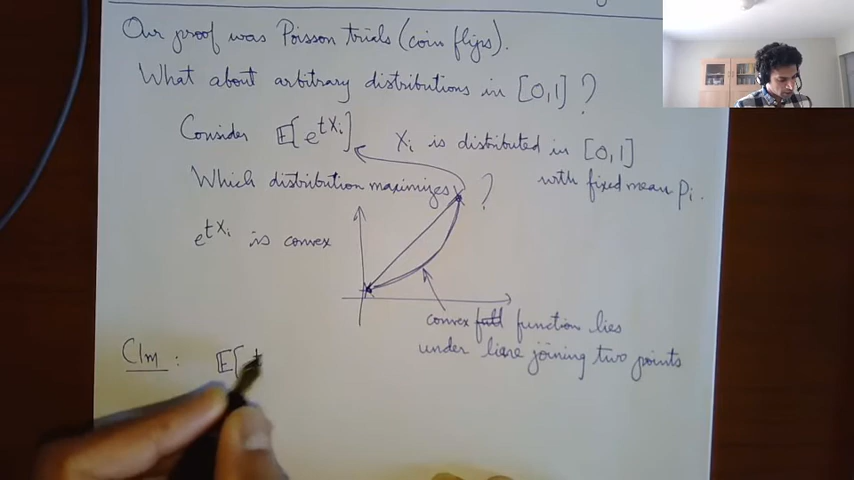 Our proof was Poisson trials (coin flips).
What about arbitrary distributions in [0,1] ?
Consider E[e^{tX_i}] X_i is distributed in [0,1]
with fixed mean p_i.
Which distribution maximizes ?
e^{tX_i} is convex
convex function lies
under line joining two points
Clm : E[